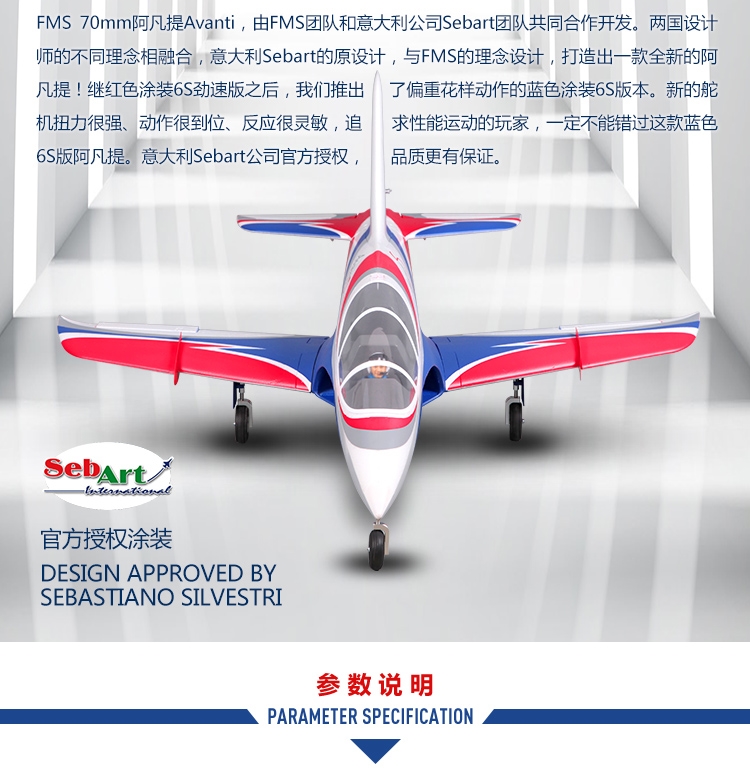 FMS 70mm阿凡提Avanti，由FMS团队和意大利公司Sebart团队共同合作开发。两国设计
师的不同理念相融合，意大利Sebart的原设计，与FMS的理念设计，打造出一款全新的阿
凡提！继红色涂装6S劲速版之后，我们推出了偏重花样动作的蓝色涂装6S版本。新的舵
机扭力很强、动作很到位、反应很灵敏，追求性能运动的玩家，一定不能错过这款蓝色
6S版阿凡提。意大利Sebart公司官方授权，品质更有保证。
SebArt
International
官方授权涂装
DESIGN APPROVED BY
SEBASTIANO SILVESTRI
参数说明
PARAMETER SPECIFICATION